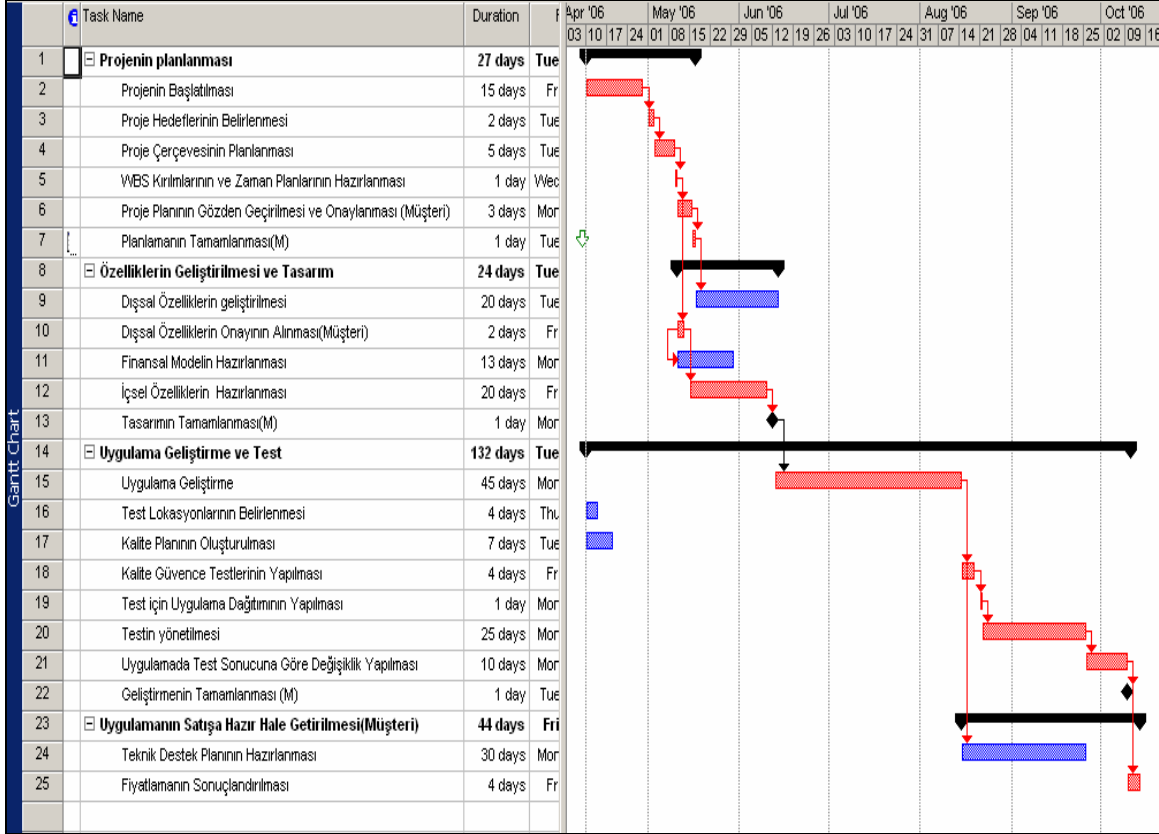 Task Name Duration F Apr '06 May '06 Jun '06 Jul '06 Aug '06 Sep '06 Oct '06
03 10 17 24 01 08 15 22 29 05 12 19 26 03 10 17 24 31 07 14 21 28 04 11 18 25 02 09 16
1 Projenin planlanması 27 days Tue
2 Projenin Başlatılması 15 days Fr
3 Proje Hedeflerinin Belirlenmesi 2 days Tue
4 Proje Çerçevesinin Planlanması 5 days Tue
5 WBS Kırılmlarının ve Zaman Planlarının Hazırlanması 1 day Wed
6 Proje Planının Gözden Geçirilmesi ve Onaylanması (Müşteri) 3 days Mon
7 Planlamanın Tamamlanması(M) 1 day Tue
8 Özelliklerin Geliştirilmesi ve Tasarım 24 days Tue
9 Dışsal Özelliklerin geliştirilmesi 20 days Tue
10 Dışsal Özelliklerin Onayının Alınması(Müşteri) 2 days Fr
11 Finansal Modelin Hazırlanması 13 days Mon
12 İçsel Özelliklerin Hazırlanması 20 days Fr
13 Tasarımın Tamamlanması(M) 1 day Mon
14 Uygulama Geliştirme ve Test 132 days Tue
15 Uygulama Geliştirme 45 days Mon
16 Test Lokasyonlarının Belirlenmesi 4 days Thu
17 Kalite Planının Oluşturulması 7 days Tue
18 Kalite Güvence Testlerinin Yapılması 4 days Fr
19 Test için Uygulama Dağıtımının Yapılması 1 day Mon
20 Testin yönetilmesi 25 days Mon
21 Uygulamada Test Sonucuna Göre Değişiklik Yapılması 10 days Mon
22 Geliştirmenin Tamamlanması (M) 1 day Tue
23 Uygulamanın Satışa Hazır Hale Getirilmesi(Müşteri) 44 days Fri
24 Teknik Destek Planının Hazırlanması 30 days Mon
25 Fiyatlamanın Sonuçlandırılması 4 days Fr
Gantt Chart